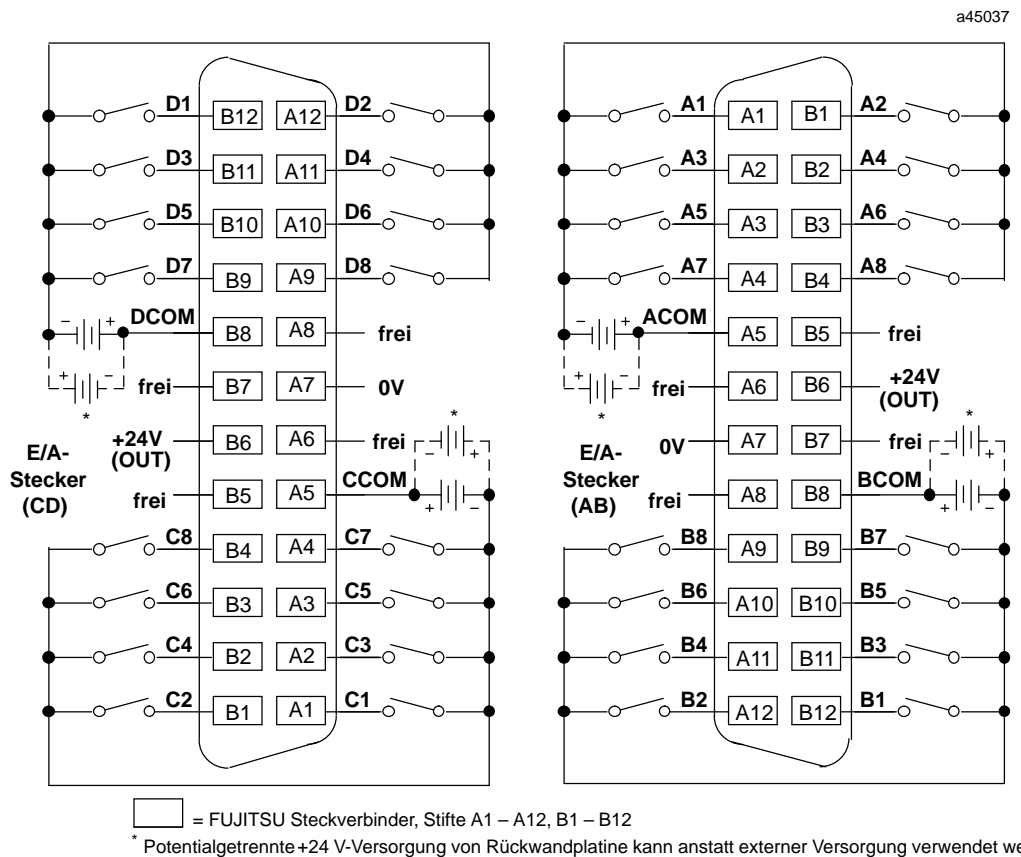 a45037
D1 B12 A12 D2
D3 B11 A11 D4
D5 B10 A10 D6
D7 B9 A9 D8
DCOM B8 A8 frei
- +
+ -
*
frei B7 A7 0V
+24V (OUT) B6 A6 frei
*
- +
E/A-
Stecker
(CD)
frei B5 A5 CCOM
+ -
C8 B4 A4 C7
C6 B3 A3 C5
C4 B2 A2 C3
C2 B1 A1 C1
A1 A1 B1 A2
A3 A2 B2 A4
A5 A3 B3 A6
A7 A4 B4 A8
ACOM A5 B5 frei
- +
+ -
*
frei A6 B6 +24V (OUT)
0V A7 B7 frei
*
- +
E/A-
Stecker
(AB)
frei A8 B8 BCOM
+ -
B8 A9 B9 B7
B6 A10 B10 B5
B4 A11 B11 B3
B2 A12 B12 B1
= FUJITSU Steckverbinder, Stifte A1 – A12, B1 – B12
* Potentialgetrennte +24 V-Versorgung von Rückwandplatine kann anstatt externer Versorgung verwendet